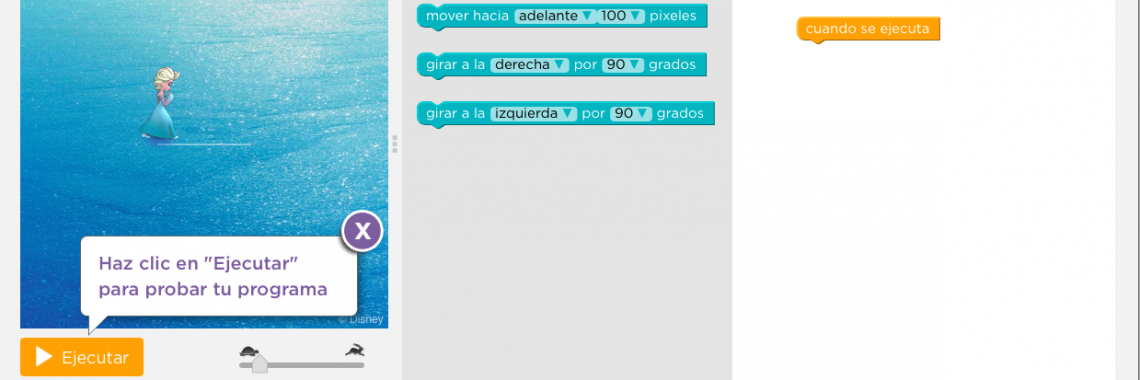 mover hacia adelante ▼ 100 ▼ pixeles
cuando se ejecuta
girar a la derecha ▼ por 90 ▼ grados
girar a la izquierda ▼ por 90 ▼ grados
X
Haz clic en "Ejecutar"
para probar tu programa
© Disney
Ejecutar